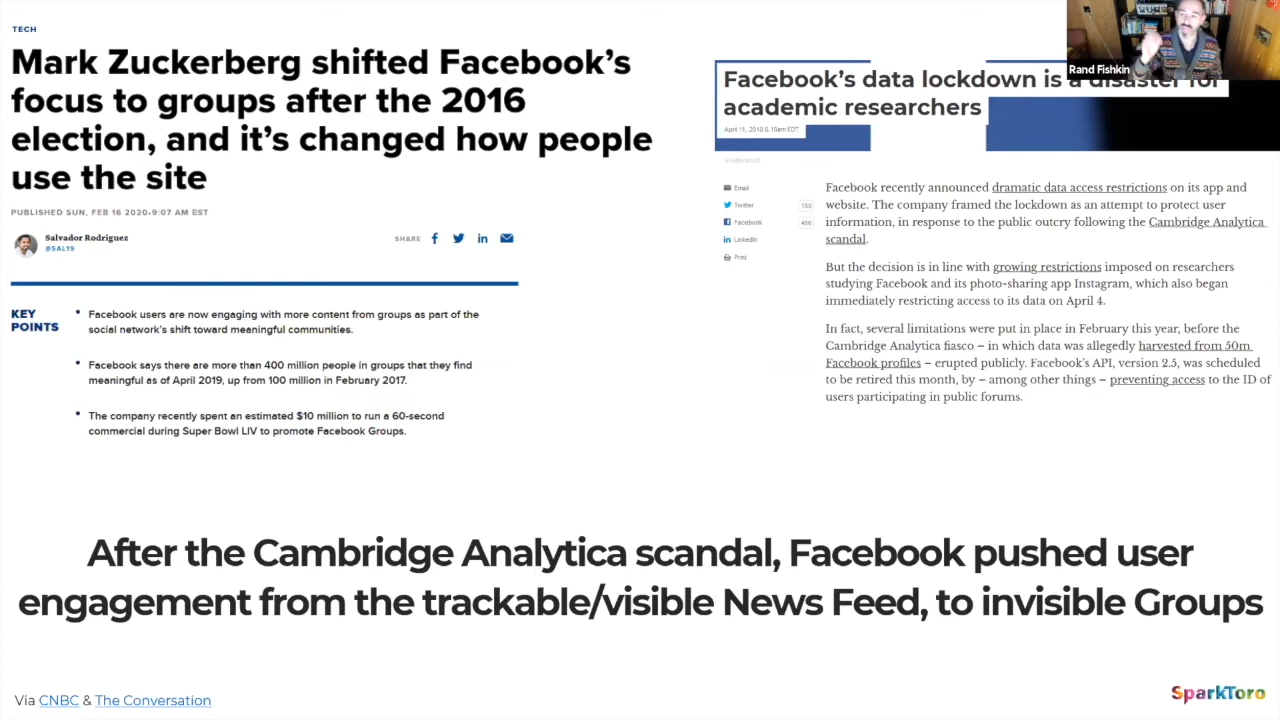 TECH
Mark Zuckerberg shifted Facebook's
focus to groups after the 2016
election, and it's changed how people
use the site
PUBLISHED SUN, FEB 16 2020•9:07 AM EST
Salvador Rodriguez
@SAL19
SHARE
KEY
POINTS
• Facebook users are now engaging with more content from groups as part of the
social network's shift toward meaningful communities.
• Facebook says there are more than 400 million people in groups that they find
meaningful as of April 2019, up from 100 million in February 2017.
• The company recently spent an estimated $10 million to run a 60-second
commercial during Super Bowl LIV to promote Facebook Groups.
Rand Fishkin
Facebook's data lockdown is a disaster for
academic researchers
April 11, 2018 6.10am EDT
Shutterstock
Email
Twitter 150
Facebook 456
LinkedIn
Print
Facebook recently announced dramatic data access restrictions on its app and
website. The company framed the lockdown as an attempt to protect user
information, in response to the public outcry following the Cambridge Analytica
scandal.
But the decision is in line with growing restrictions imposed on researchers
studying Facebook and its photo-sharing app Instagram, which also began
immediately restricting access to its data on April 4.
In fact, several limitations were put in place in February this year, before the
Cambridge Analytica fiasco – in which data was allegedly harvested from 50m
Facebook profiles – erupted publicly. Facebook's API, version 2.5, was scheduled
to be retired this month, by – among other things – preventing access to the ID of
users participating in public forums.
After the Cambridge Analytica scandal, Facebook pushed user
engagement from the trackable/visible News Feed, to invisible Groups
Via CNBC & The Conversation
SparkToro